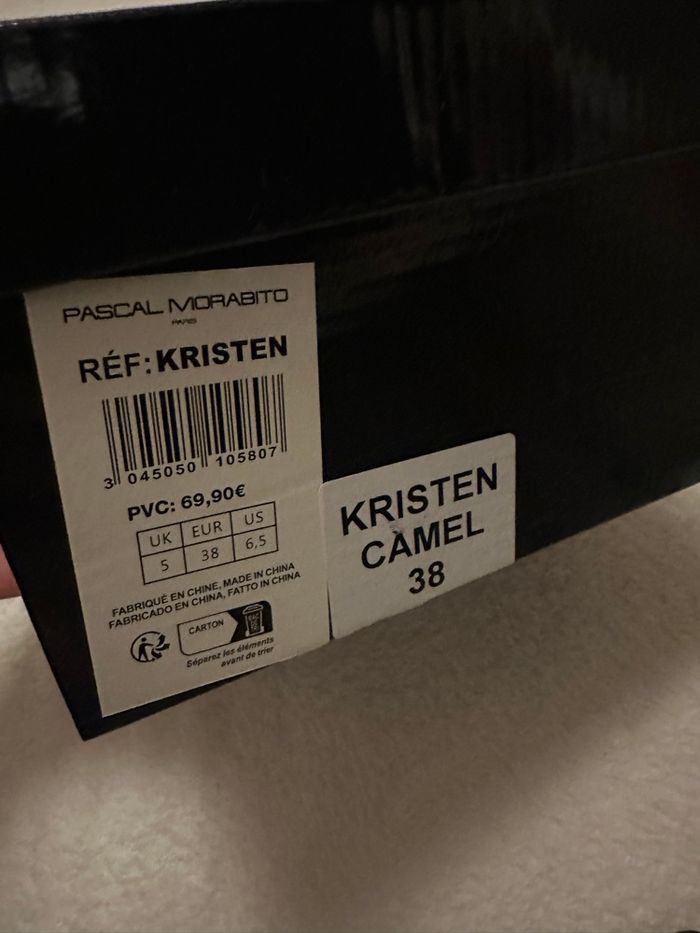 PASCAL MORABITO
PARIS
RÉF: KRISTEN
3 045050 105807
PVC: 69,90€
UK EUR US
5 38 6,5
FABRIQUÉ EN CHINE, MADE IN CHINA
FABRICADO EN CHINA, FATTO IN CHINA
CARTON
Séparez les éléments
avant de trier
KRISTEN
CAMEL
38